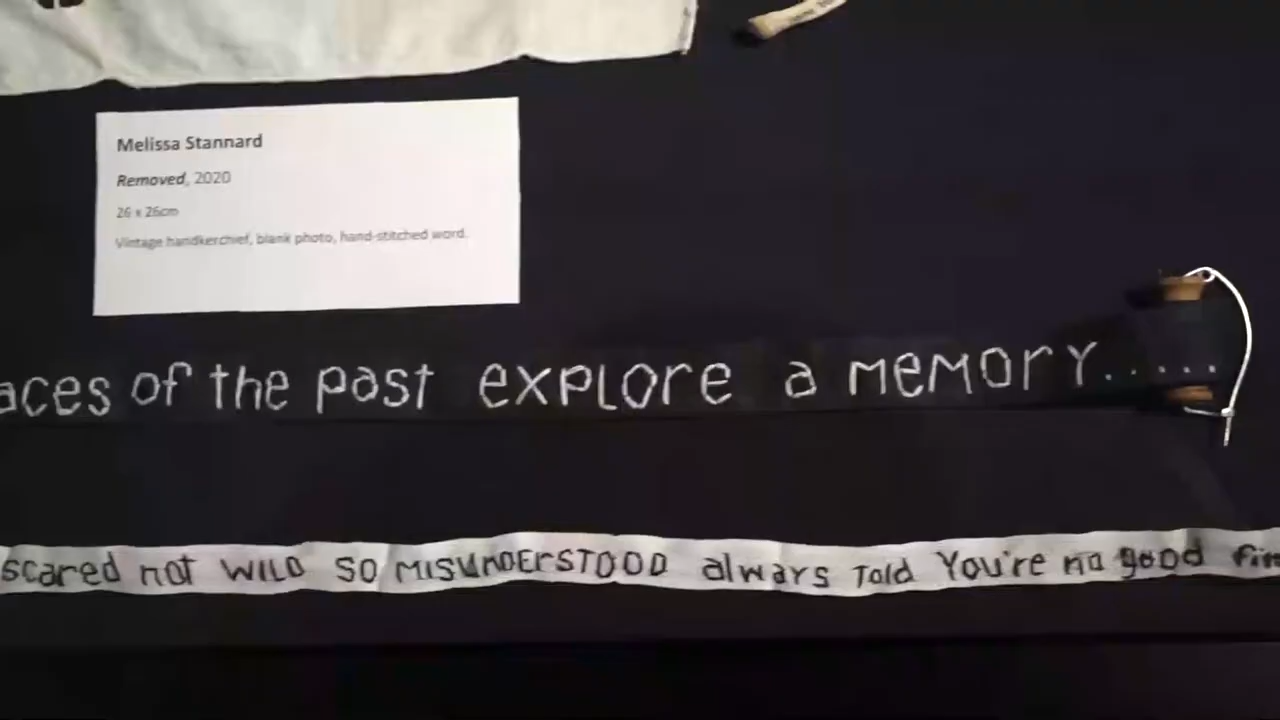 Melissa Stannard
Removed, 2020
26 x 26cm
Vintage handkerchief, blank photo, hand-stitched word.
aces of the past explore a memory.....
scared not WILD SO MISUNDERSTOOD always Told You're no good